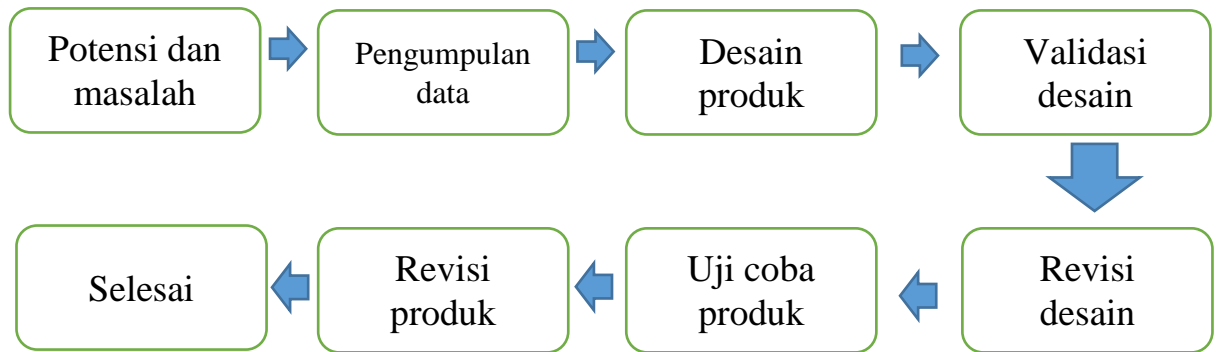 Potensi dan
masalah
Pengumpulan
data
Desain
produk
Validasi
desain
Revisi
desain
Uji coba
produk
Revisi
produk
Selesai